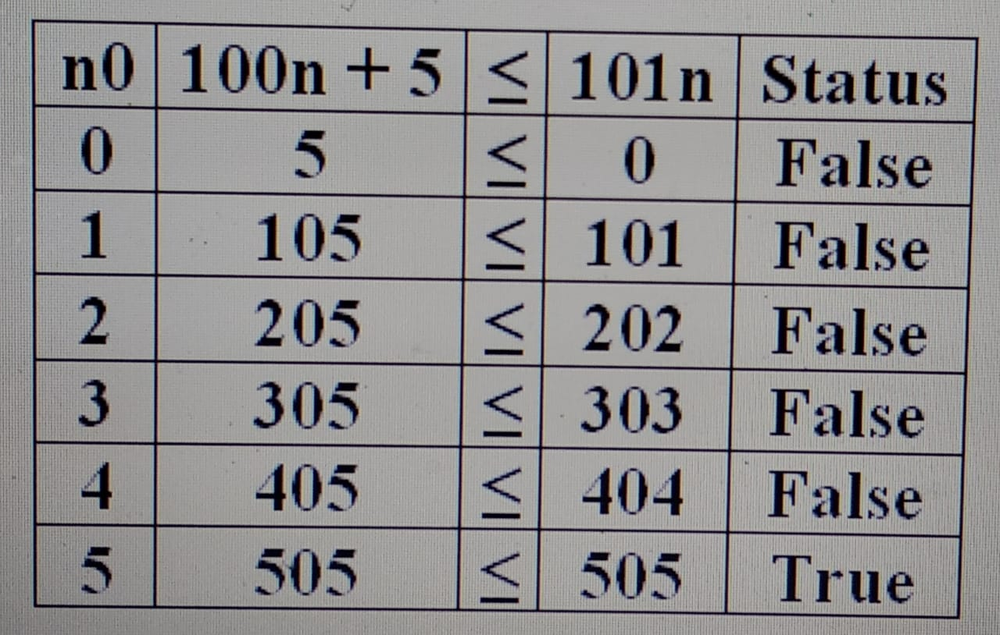 n0 100n + 5 ≤ 101n Status
0 5 ≤ 0 False
1 105 ≤ 101 False
2 205 ≤ 202 False
3 305 ≤ 303 False
4 405 ≤ 404 False
5 505 ≤ 505 True